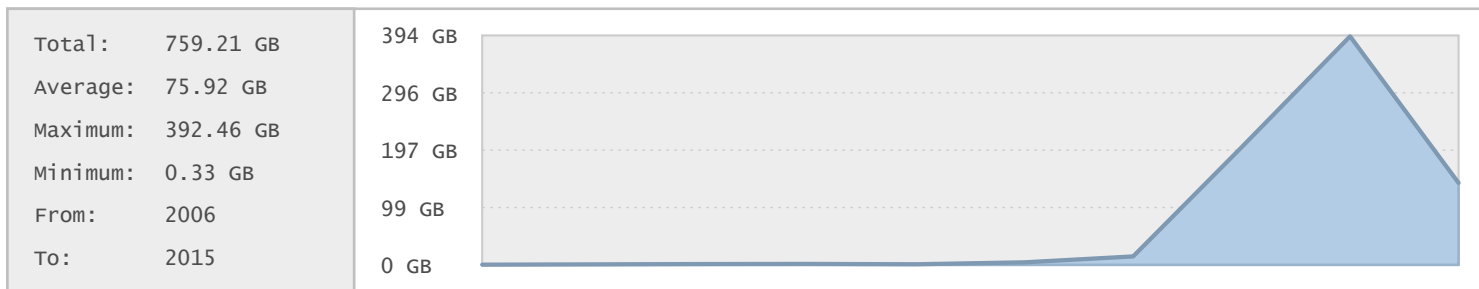 Total: 759.21 GB
Average: 75.92 GB
Maximum: 392.46 GB
Minimum: 0.33 GB
From: 2006
To: 2015
394 GB
296 GB
197 GB
99 GB
0 GB